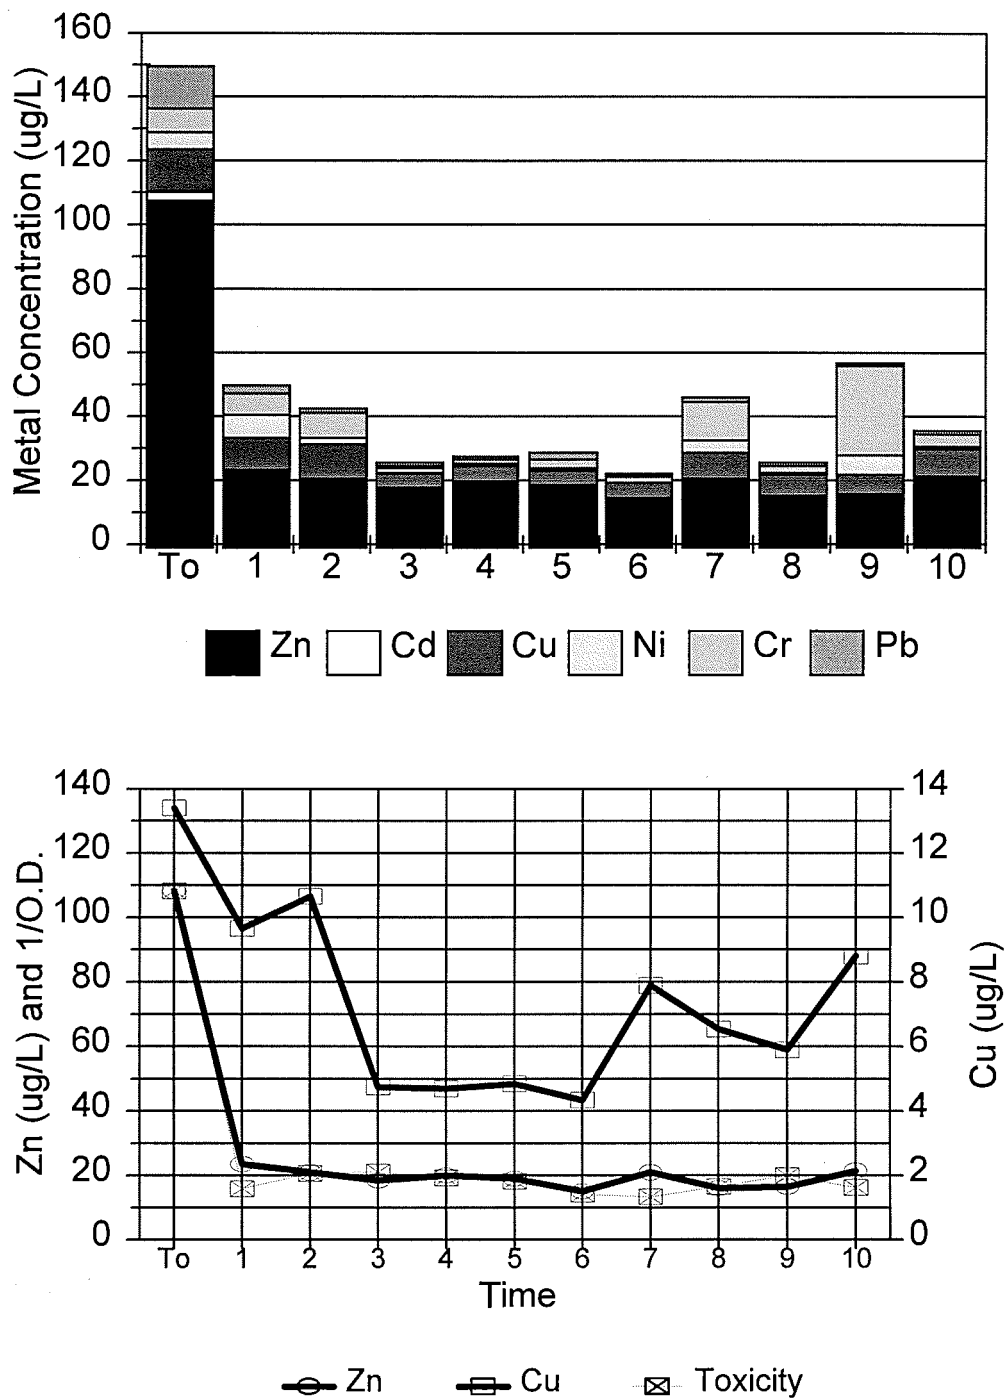 160
140
120
100
80
60
40
20
0
Metal Concentration (ug/L)
To 1 2 3 4 5 6 7 8 9 10
Zn Cd Cu Ni Cr Pb
140 14
120 12
100 10
80 8
60 6
40 4
20 2
0 0
Zn (ug/L) and 1/O.D.
Cu (ug/L)
To 1 2 3 4 5 6 7 8 9 10
Time
Zn Cu Toxicity